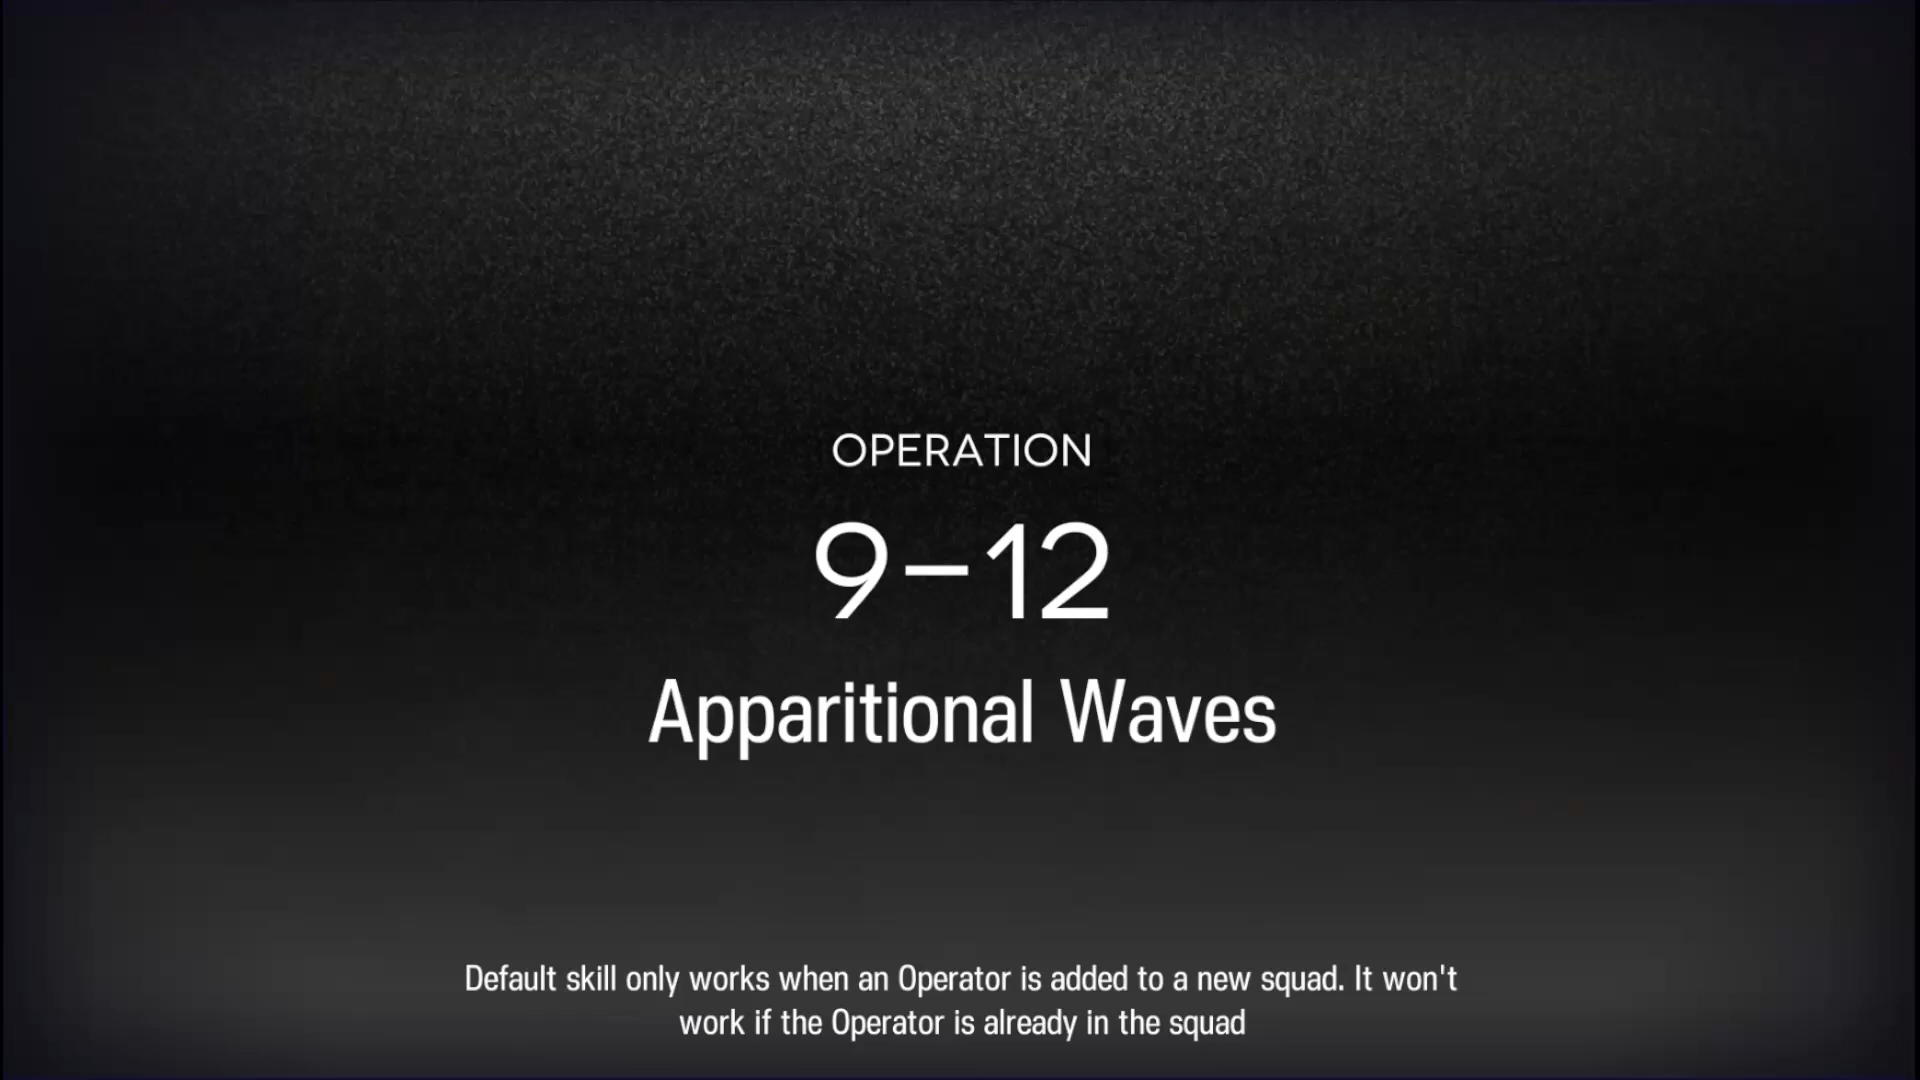 OPERATION
9-12
Apparitional Waves
Default skill only works when an Operator is added to a new squad. It won't
work if the Operator is already in the squad